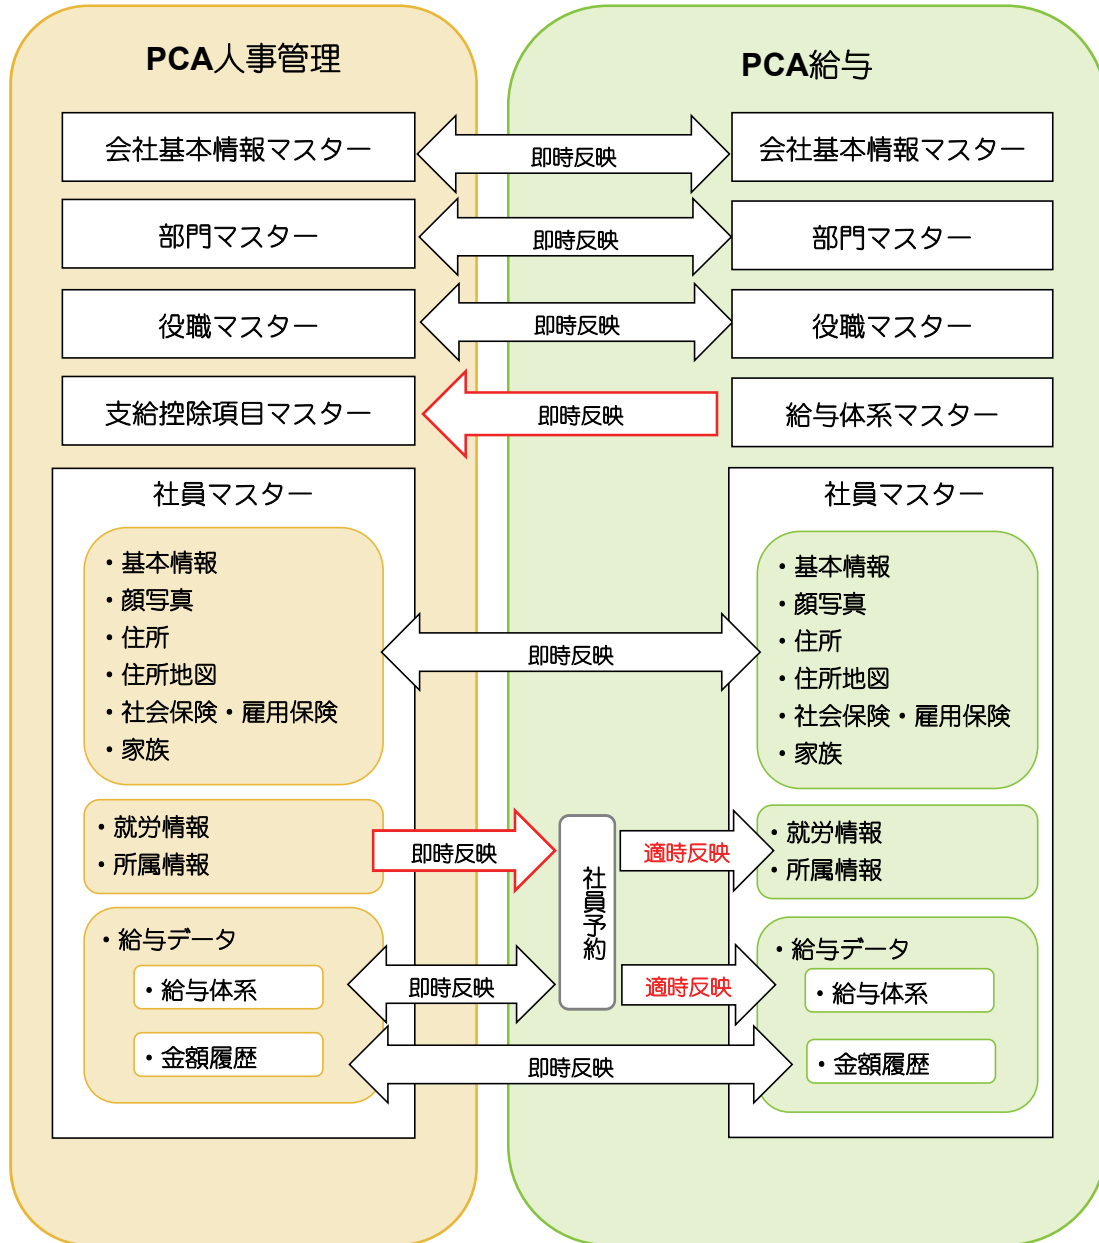 PCA人事管理
PCA給与
会社基本情報マスター
即時反映
会社基本情報マスター
部門マスター
即時反映
部門マスター
役職マスター
即時反映
役職マスター
支給控除項目マスター
即時反映
給与体系マスター
社員マスター
・基本情報
・顔写真
・住所
・住所地図
・社会保険・雇用保険
・家族
即時反映
社員マスター
・基本情報
・顔写真
・住所
・住所地図
・社会保険・雇用保険
・家族
・就労情報
・所属情報
即時反映
社員予約
適時反映
・就労情報
・所属情報
・給与データ
・給与体系
・金額履歴
即時反映
適時反映
即時反映
・給与データ
・給与体系
・金額履歴